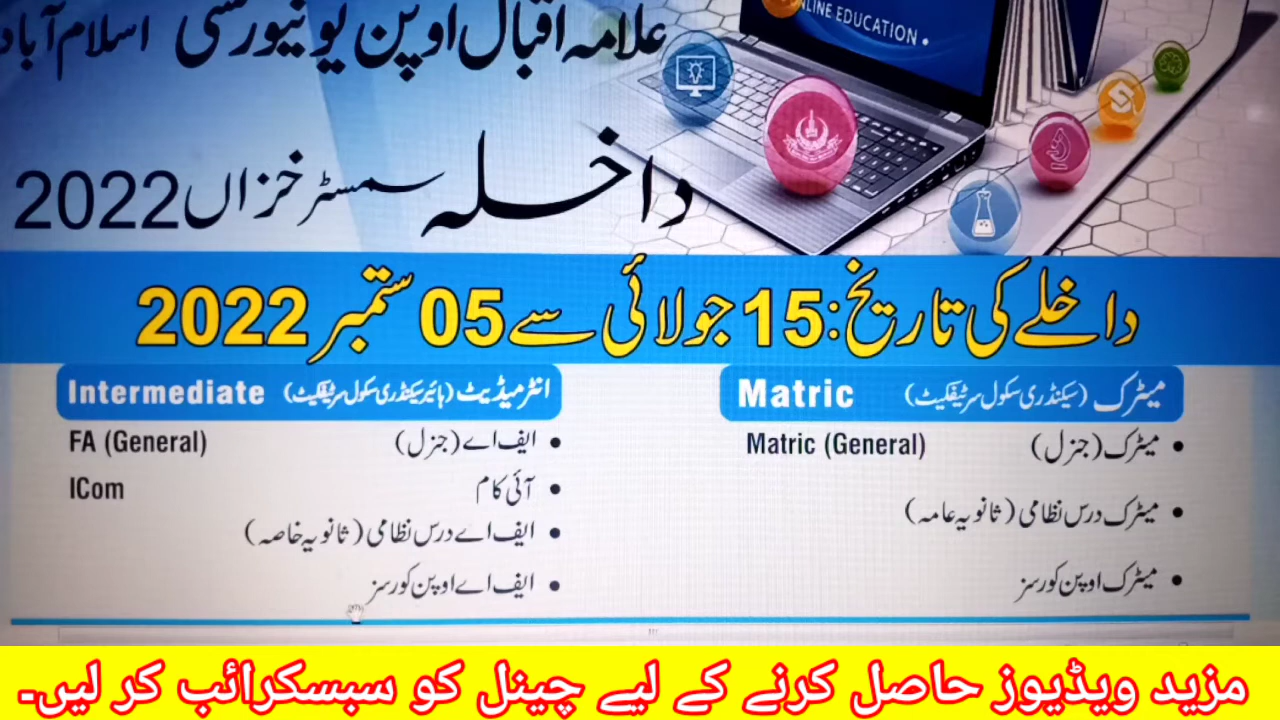 علامہ اقبال اوپن یونیورسٹی اسلام آباد
NLINE EDUCATION •
داخلہ سمسٹر خزاں 2022
داخلے کی تاریخ: 15 جولائی سے 05 ستمبر 2022
میٹرک (سیکنڈری سکول سرٹیفکیٹ) Matric
• میٹرک (جنرل) Matric (General)
• میٹرک درس نظامی (ثانویہ عامہ)
• میٹرک اوپن کورسز
انٹرمیڈیٹ (ہائیر سیکنڈری سکول سرٹیفکیٹ) Intermediate
• ایف اے (جنرل) FA (General)
• آئی کام ICom
• ایف اے درس نظامی (ثانویہ خاصہ)
• ایف اے اوپن کورسز
مزید ویڈیوز حاصل کرنے کے لیے چینل کو سبسکرائب کر لیں۔